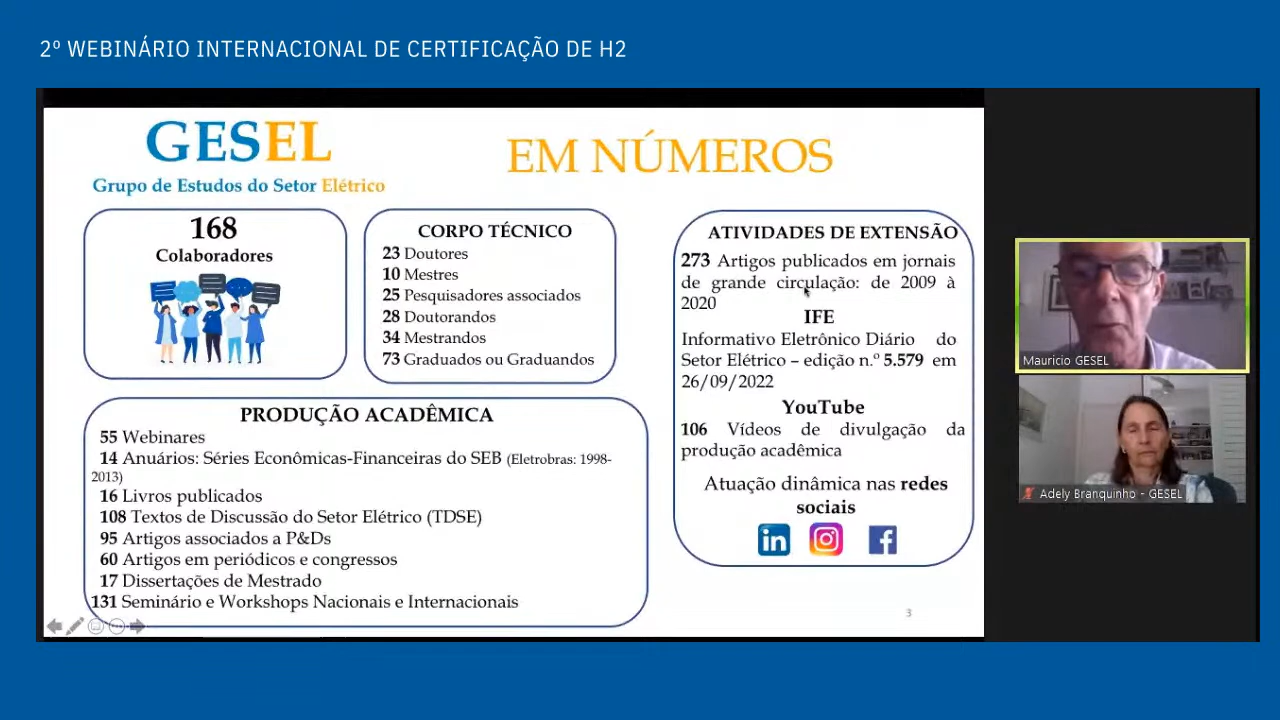 2º WEBINÁRIO INTERNACIONAL DE CERTIFICAÇÃO DE H2
GESEL
Grupo de Estudos do Setor Elétrico
EM NÚMEROS
168
Colaboradores
CORPO TÉCNICO
23 Doutores
10 Mestres
25 Pesquisadores associados
28 Doutorandos
34 Mestrandos
73 Graduados ou Graduandos
PRODUÇÃO ACADÊMICA
55 Webinares
14 Anuários: Séries Econômicas-Financeiras do SEB (Eletrobras: 1998-
2013)
16 Livros publicados
108 Textos de Discussão do Setor Elétrico (TDSE)
95 Artigos associados a P&Ds
60 Artigos em periódicos e congressos
17 Dissertações de Mestrado
131 Seminário e Workshops Nacionais e Internacionais
ATIVIDADES DE EXTENSÃO
273 Artigos publicados em jornais
de grande circulação: de 2009 à
2020
IFE
Informativo Eletrônico Diário do
Setor Elétrico – edição n.º 5.579 em
26/09/2022
YouTube
106 Vídeos de divulgação da
produção acadêmica
Atuação dinâmica nas redes
sociais
in
f
3
Mauricio GESEL
Adely Branquinho - GESEL